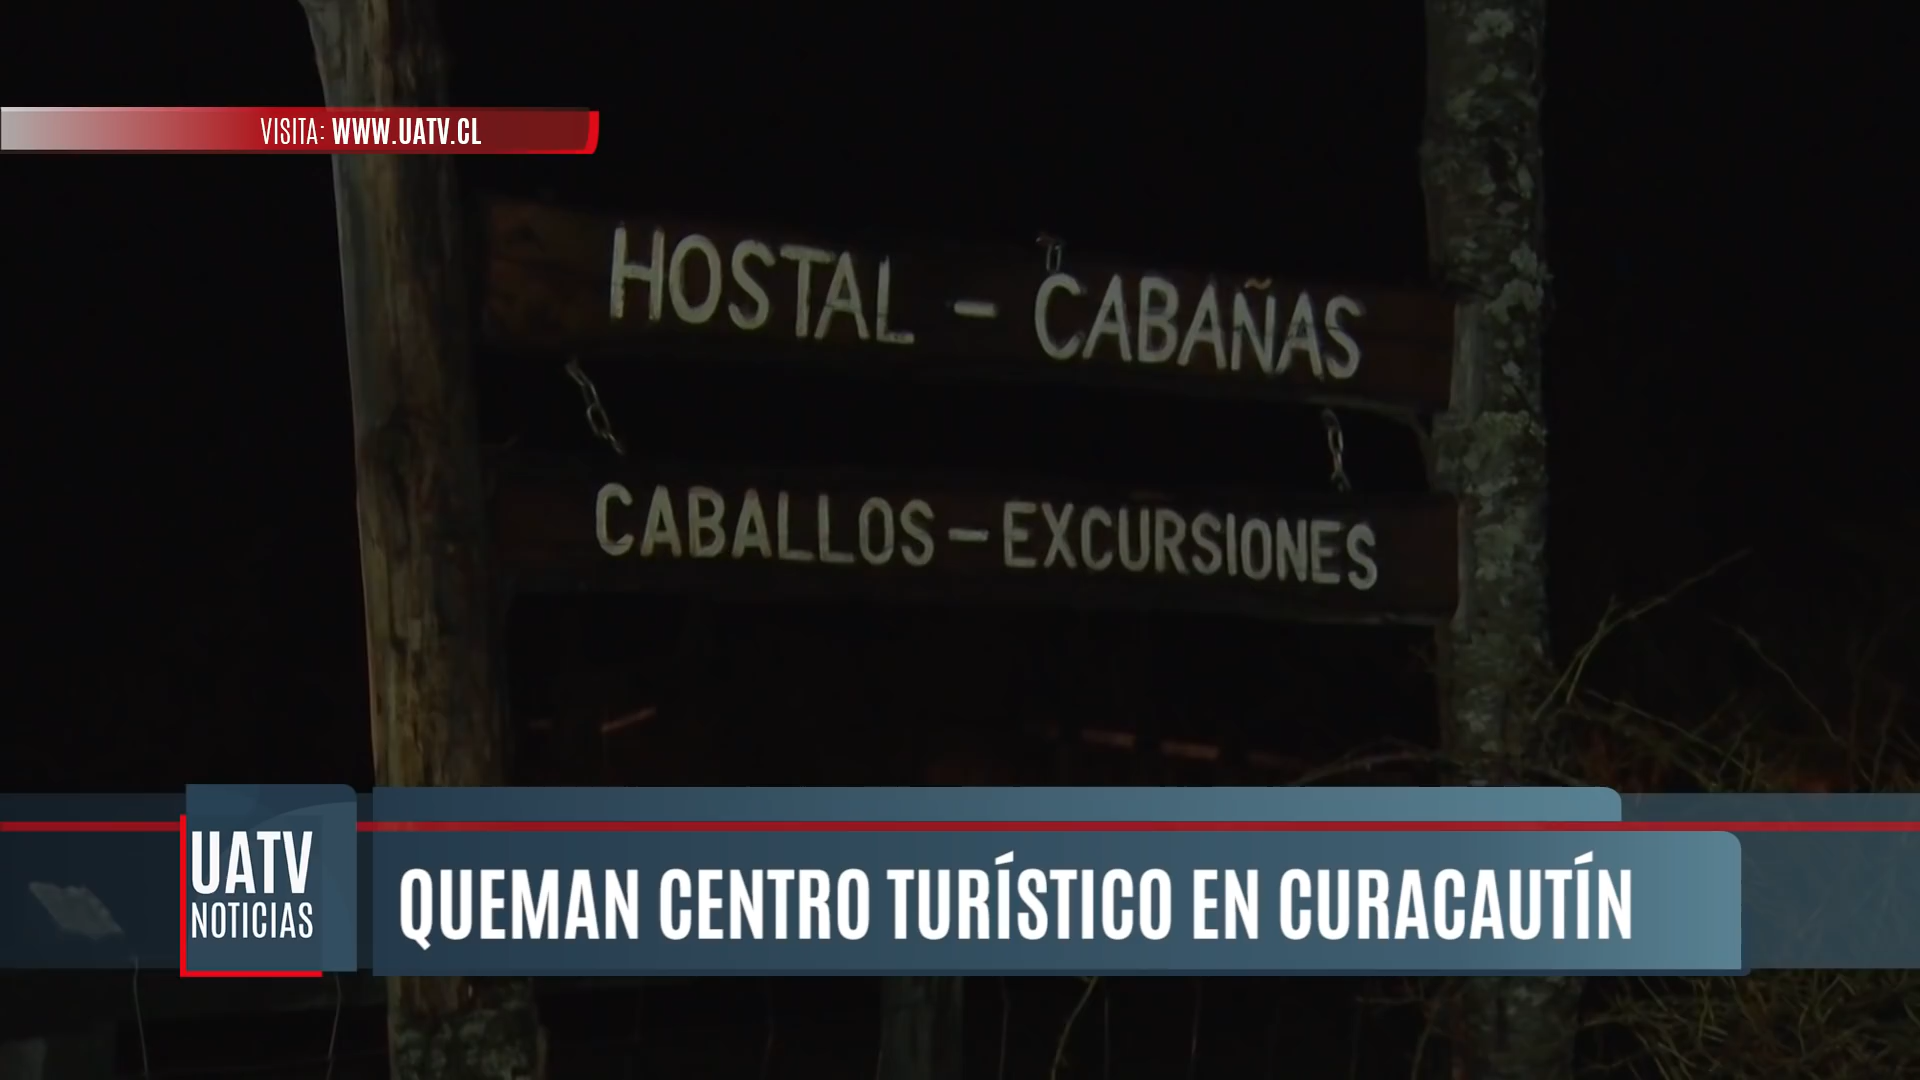 VISITA: WWW.UATV.CL
HOSTAL - CABAÑAS
CABALLOS - EXCURSIONES
UATV
NOTICIAS
QUEMAN CENTRO TURÍSTICO EN CURACAUTÍN